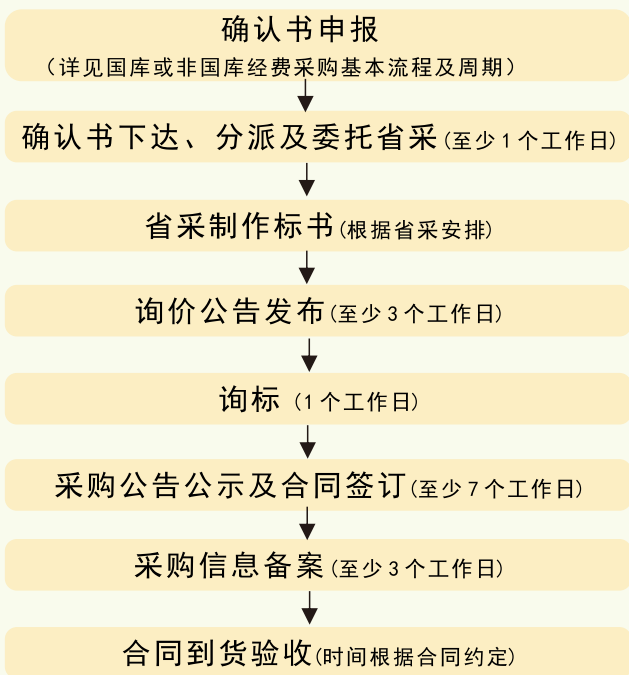 确认书申报
（详见国库或非国库经费采购基本流程及周期）
确认书下达、分派及委托省采(至少1个工作日)
省采制作标书(根据省采安排)
询价公告发布(至少3个工作日)
询标 (1个工作日)
采购公告公示及合同签订(至少7个工作日)
采购信息备案(至少3个工作日)
合同到货验收(时间根据合同约定)